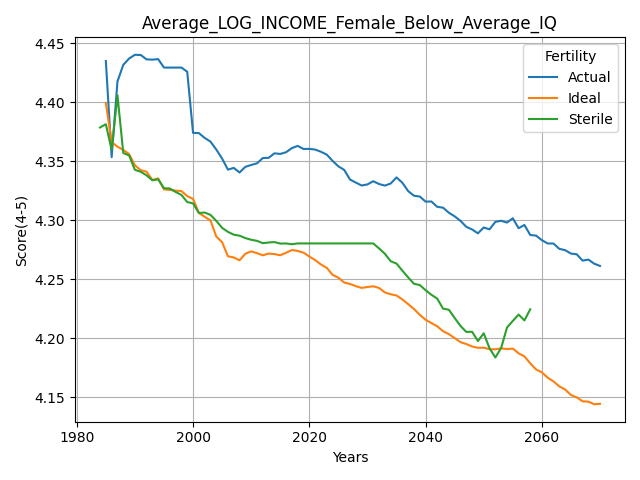 Average_LOG_INCOME_Female_Below_Average_IQ
Fertility
Actual
Ideal
Sterile
Score(4-5)
4.45
4.40
4.35
4.30
4.25
4.20
4.15
1980
2000
2020
2040
2060
Years